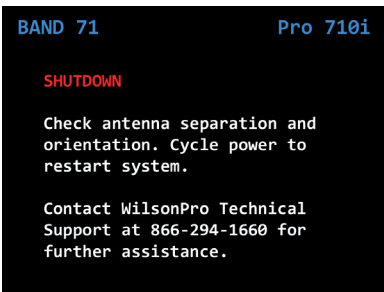 BAND 71 Pro 710i
SHUTDOWN
Check antenna separation and
orientation. Cycle power to
restart system.
Contact WilsonPro Technical
Support at 866-294-1660 for
further assistance.